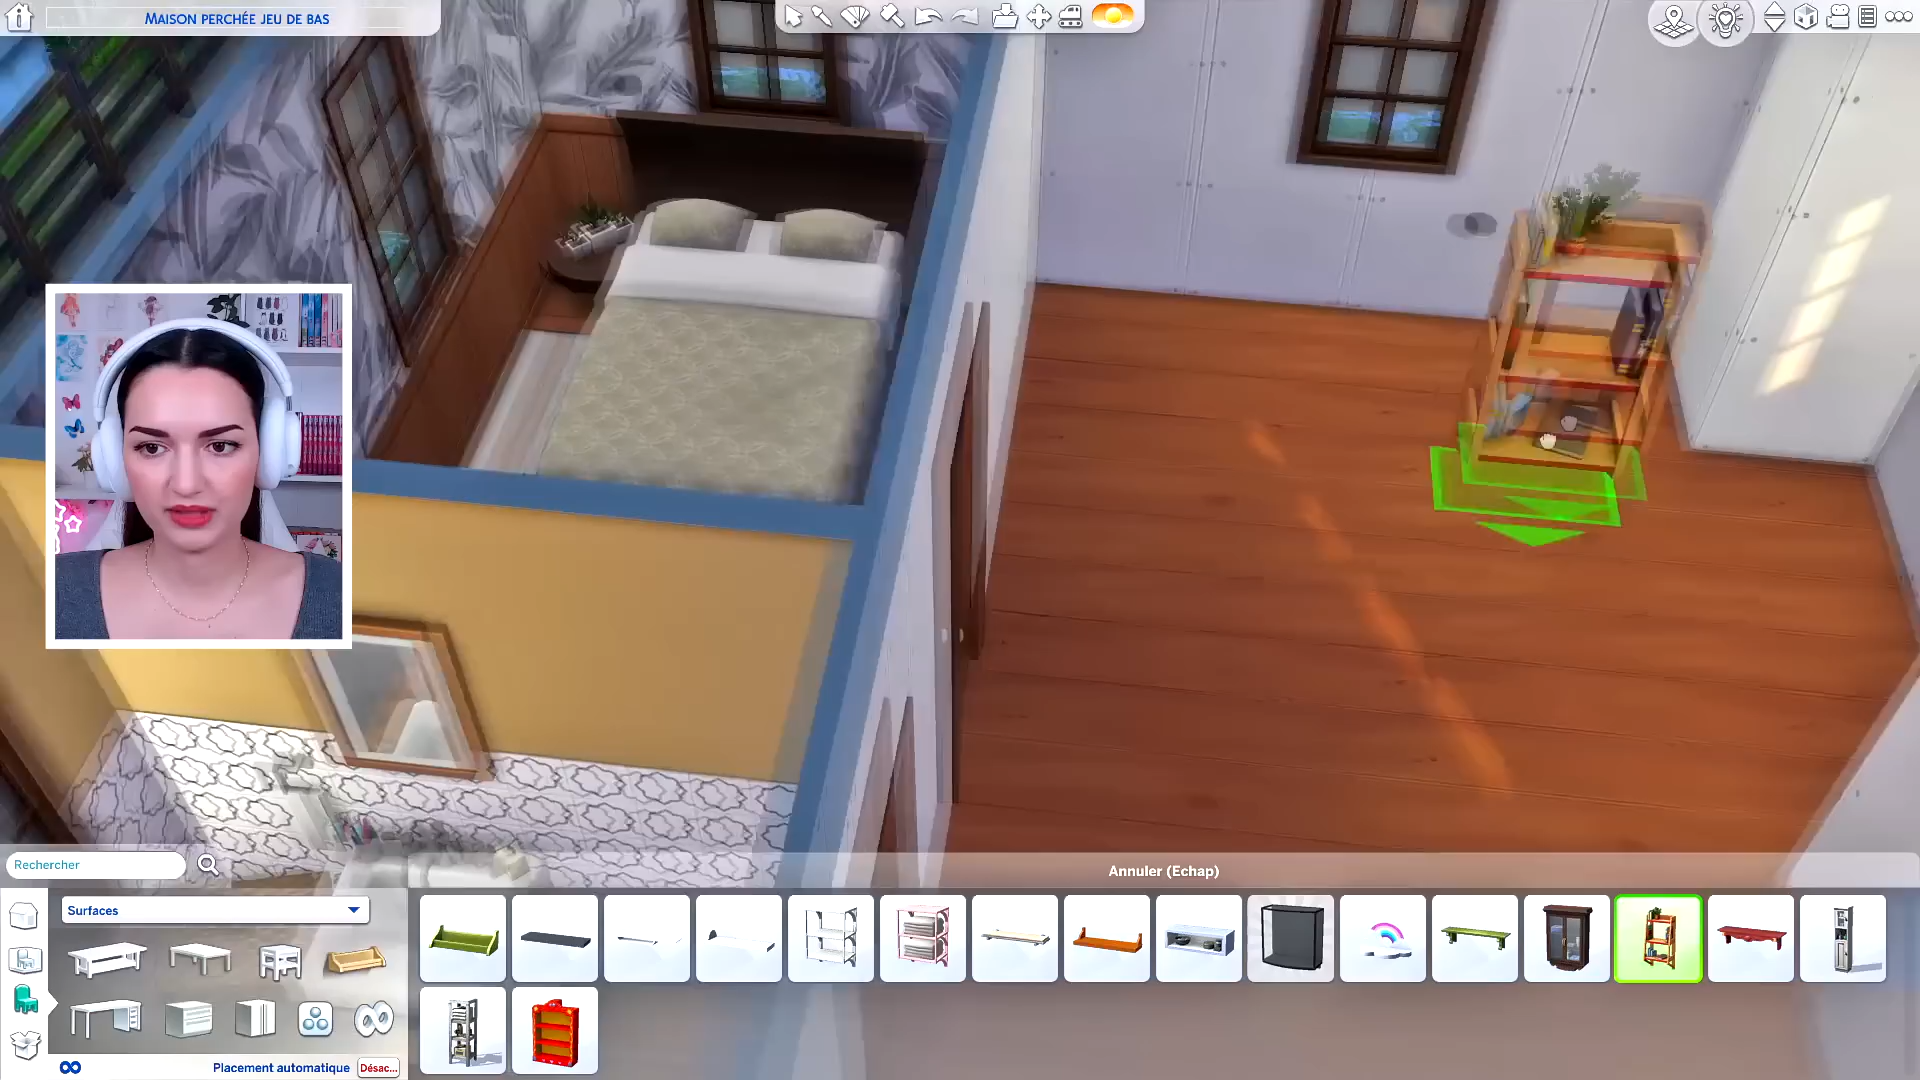 MAISON PERCHÉE JEU DE BAS
Annuler (Echap)
Rechercher
Surfaces
Placement automatique
Désac...